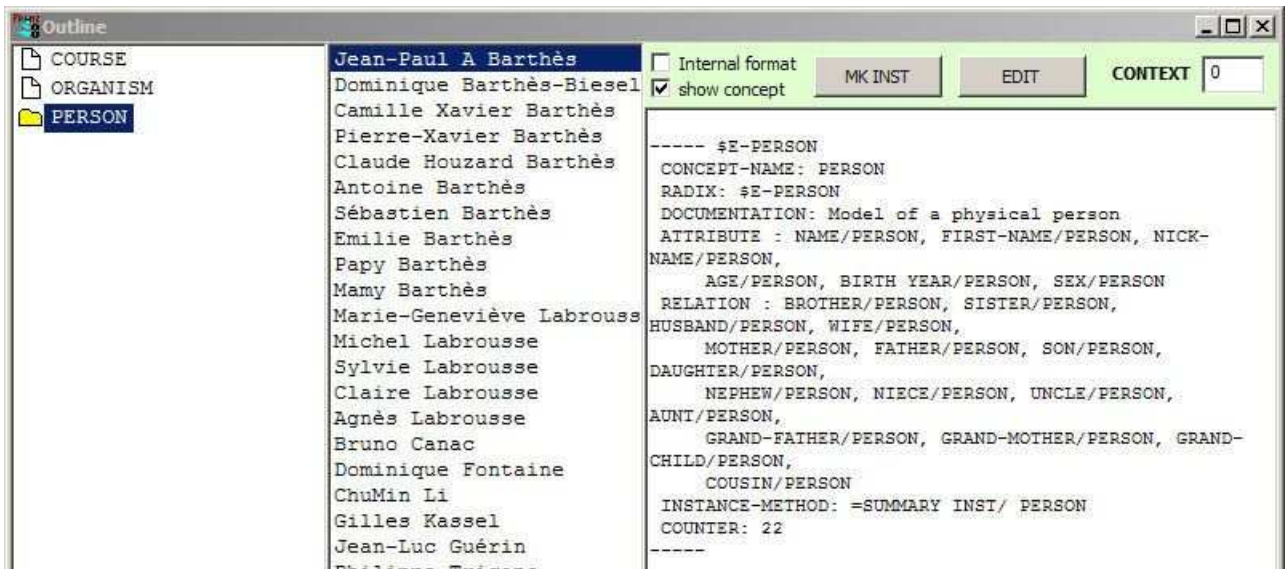 Outline
COURSE
ORGANISM
PERSON
Jean-Paul A Barthès
Dominique Barthès-Biesel
Camille Xavier Barthès
Pierre-Xavier Barthès
Claude Houzard Barthès
Antoine Barthès
Sébastien Barthès
Emilie Barthès
Papy Barthès
Mamy Barthès
Marie-Geneviève Labrouss
Michel Labrousse
Sylvie Labrousse
Claire Labrousse
Agnès Labrousse
Bruno Canac
Dominique Fontaine
ChuMin Li
Gilles Kassel
Jean-Luc Guérin
Internal format
show concept
MK INST
EDIT
CONTEXT 0
----- $E-PERSON
CONCEPT-NAME: PERSON
RADIX: $E-PERSON
DOCUMENTATION: Model of a physical person
ATTRIBUTE : NAME/PERSON, FIRST-NAME/PERSON, NICK-
NAME/PERSON,
AGE/PERSON, BIRTH YEAR/PERSON, SEX/PERSON
RELATION : BROTHER/PERSON, SISTER/PERSON,
HUSBAND/PERSON, WIFE/PERSON,
MOTHER/PERSON, FATHER/PERSON, SON/PERSON,
DAUGHTER/PERSON,
NEPHEW/PERSON, NIECE/PERSON, UNCLE/PERSON,
AUNT/PERSON,
GRAND-FATHER/PERSON, GRAND-MOTHER/PERSON, GRAND-
CHILD/PERSON,
COUSIN/PERSON
INSTANCE-METHOD: =SUMMARY INST/ PERSON
COUNTER: 22
-----